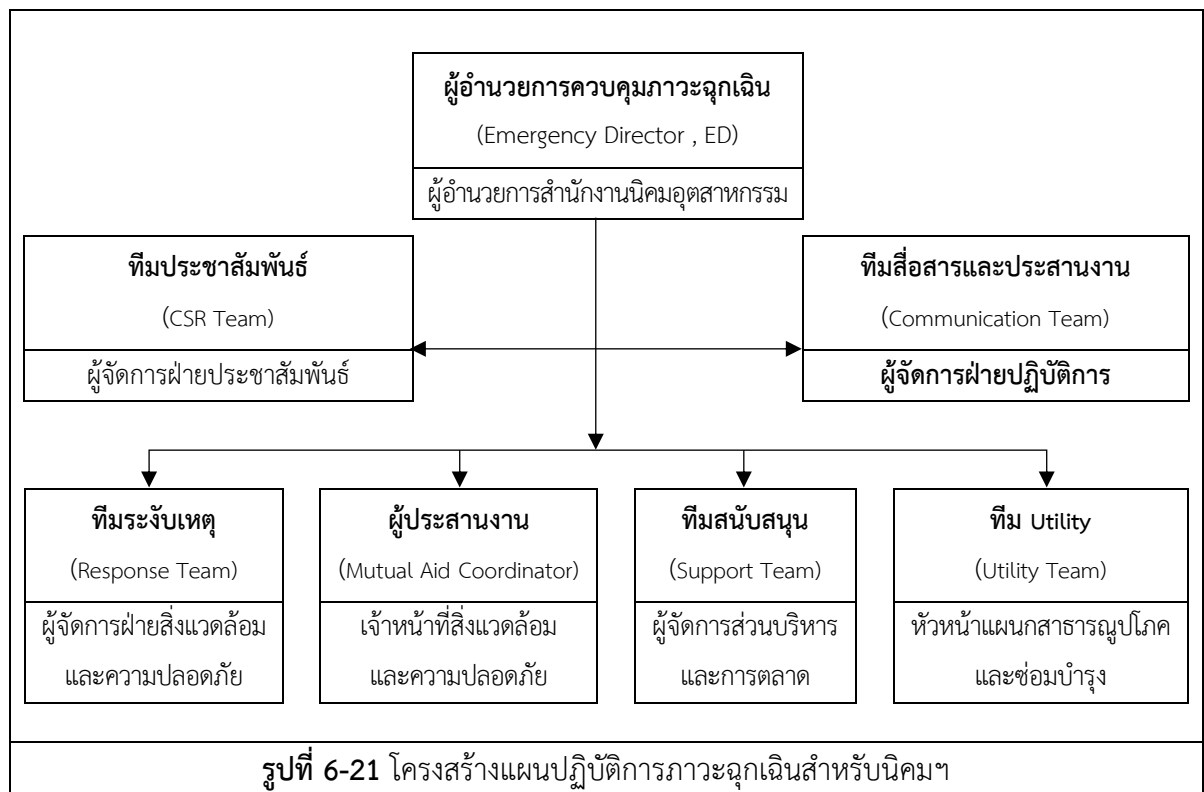 ผู้อำนวยการควบคุมภาวะฉุกเฉิน
(Emergency Director , ED)
ผู้อำนวยการสำนักงานนิคมอุตสาหกรรม
ทีมประชาสัมพันธ์
(CSR Team)
ผู้จัดการฝ่ายประชาสัมพันธ์
ทีมสื่อสารและประสานงาน
(Communication Team)
ผู้จัดการฝ่ายปฏิบัติการ
ทีมระงับเหตุ
(Response Team)
ผู้จัดการฝ่ายสิ่งแวดล้อม
และความปลอดภัย
ผู้ประสานงาน
(Mutual Aid Coordinator)
เจ้าหน้าที่สิ่งแวดล้อม
และความปลอดภัย
ทีมสนับสนุน
(Support Team)
ผู้จัดการส่วนบริหาร
และการตลาด
ทีม Utility
(Utility Team)
หัวหน้าแผนกสาธารณูปโภค
และซ่อมบำรุง
รูปที่ 6-21 โครงสร้างแผนปฏิบัติการภาวะฉุกเฉินสำหรับนิคมฯ